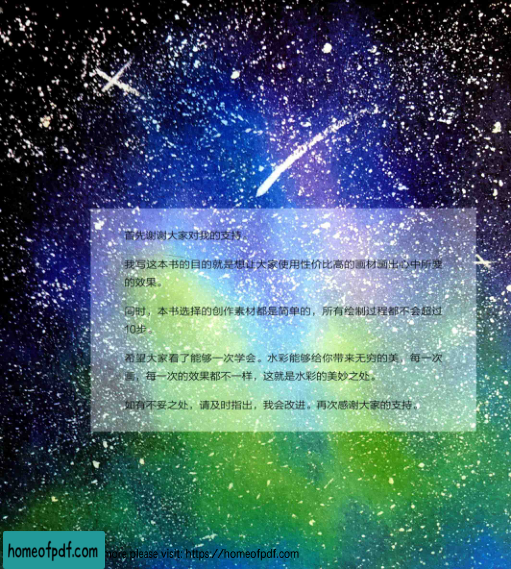 首先谢谢大家对我的支持。
我写这本书的目的就是想让大家使用性价比高的画材画出心中所要
的效果。
同时，本书选择的创作素材都是简单的，所有绘制过程都不会超过
10步。
希望大家看了能够一次学会。水彩能够给你带来无穷的美，每一次
画，每一次的效果都不一样，这就是水彩的美妙之处。
如有不妥之处，请及时指出，我会改进。再次感谢大家的支持。
homeofpdf.com
more please visit: https://homeofpdf.com